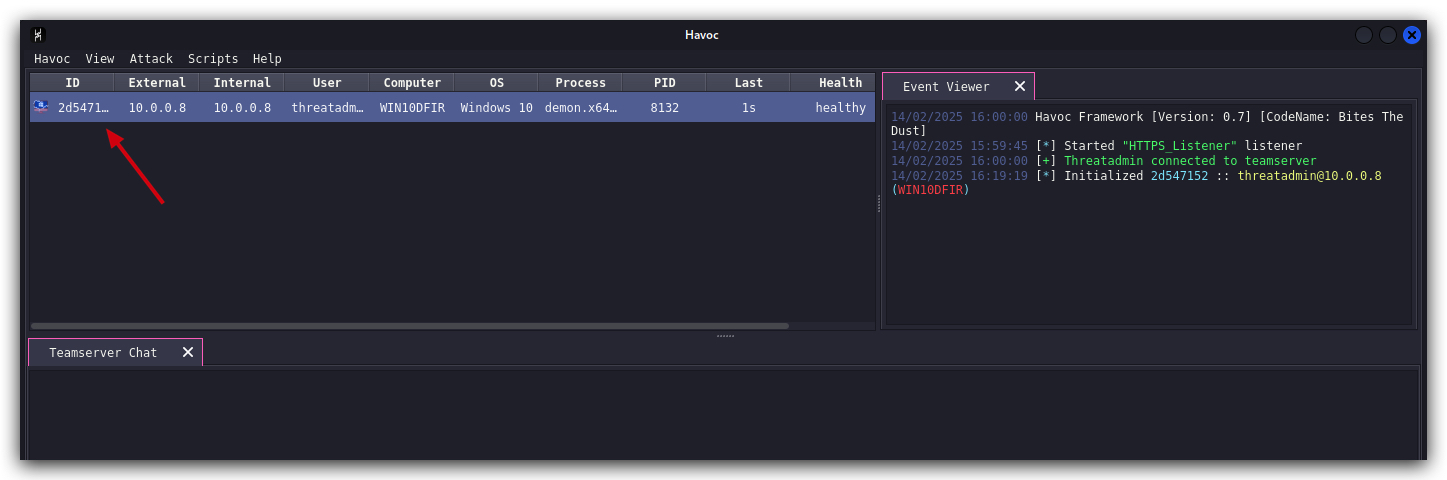 Havoc
Havoc View Attack Scripts Help
ID External Internal User Computer OS Process PID Last Health
2d5471… 10.0.0.8 10.0.0.8 threatadm… WIN10DFIR Windows 10 demon.x64… 8132 1s healthy
Event Viewer
14/02/2025 16:00:00 Havoc Framework [Version: 0.7] [CodeName: Bites The
Dust]
14/02/2025 15:59:45 [*] Started "HTTPS_Listener" listener
14/02/2025 16:00:00 [+] Threatadmin connected to teamserver
14/02/2025 16:19:19 [*] Initialized 2d547152 :: threatadmin@10.0.0.8
(WIN10DFIR)
Teamserver Chat